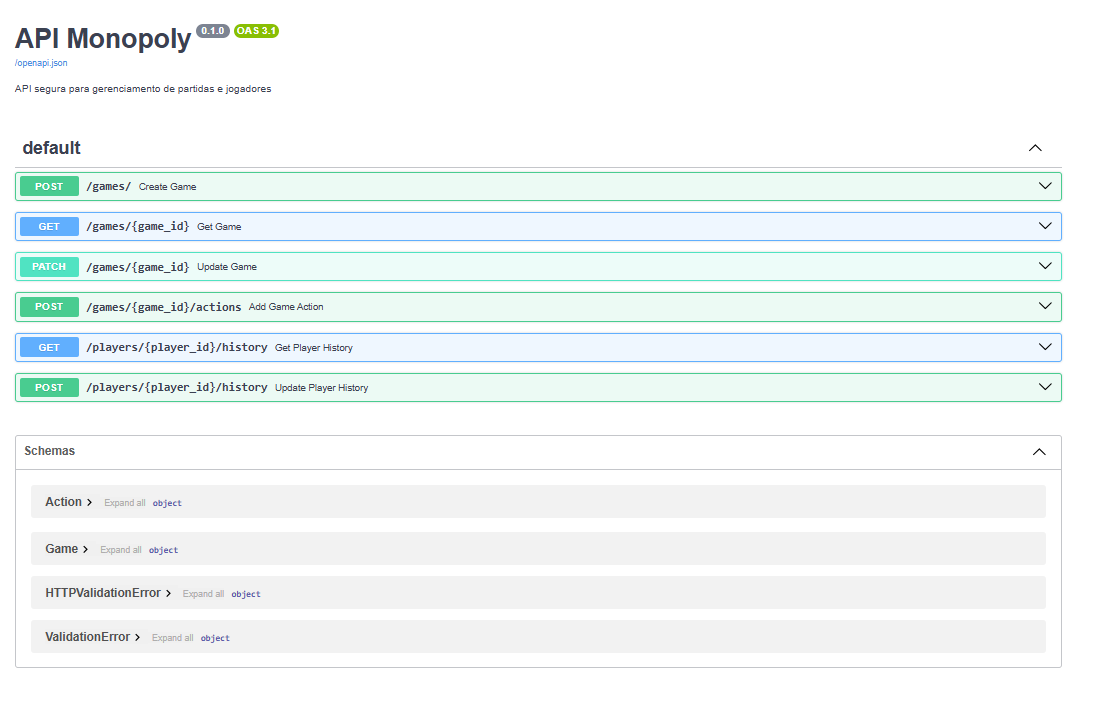 API Monopoly 0.1.0 OAS 3.1
/openapi.json
API segura para gerenciamento de partidas e jogadores
default
POST /games/ Create Game
GET /games/{game_id} Get Game
PATCH /games/{game_id} Update Game
POST /games/{game_id}/actions Add Game Action
GET /players/{player_id}/history Get Player History
POST /players/{player_id}/history Update Player History
Schemas
Action Expand all object
Game Expand all object
HTTPValidationError Expand all object
ValidationError Expand all object